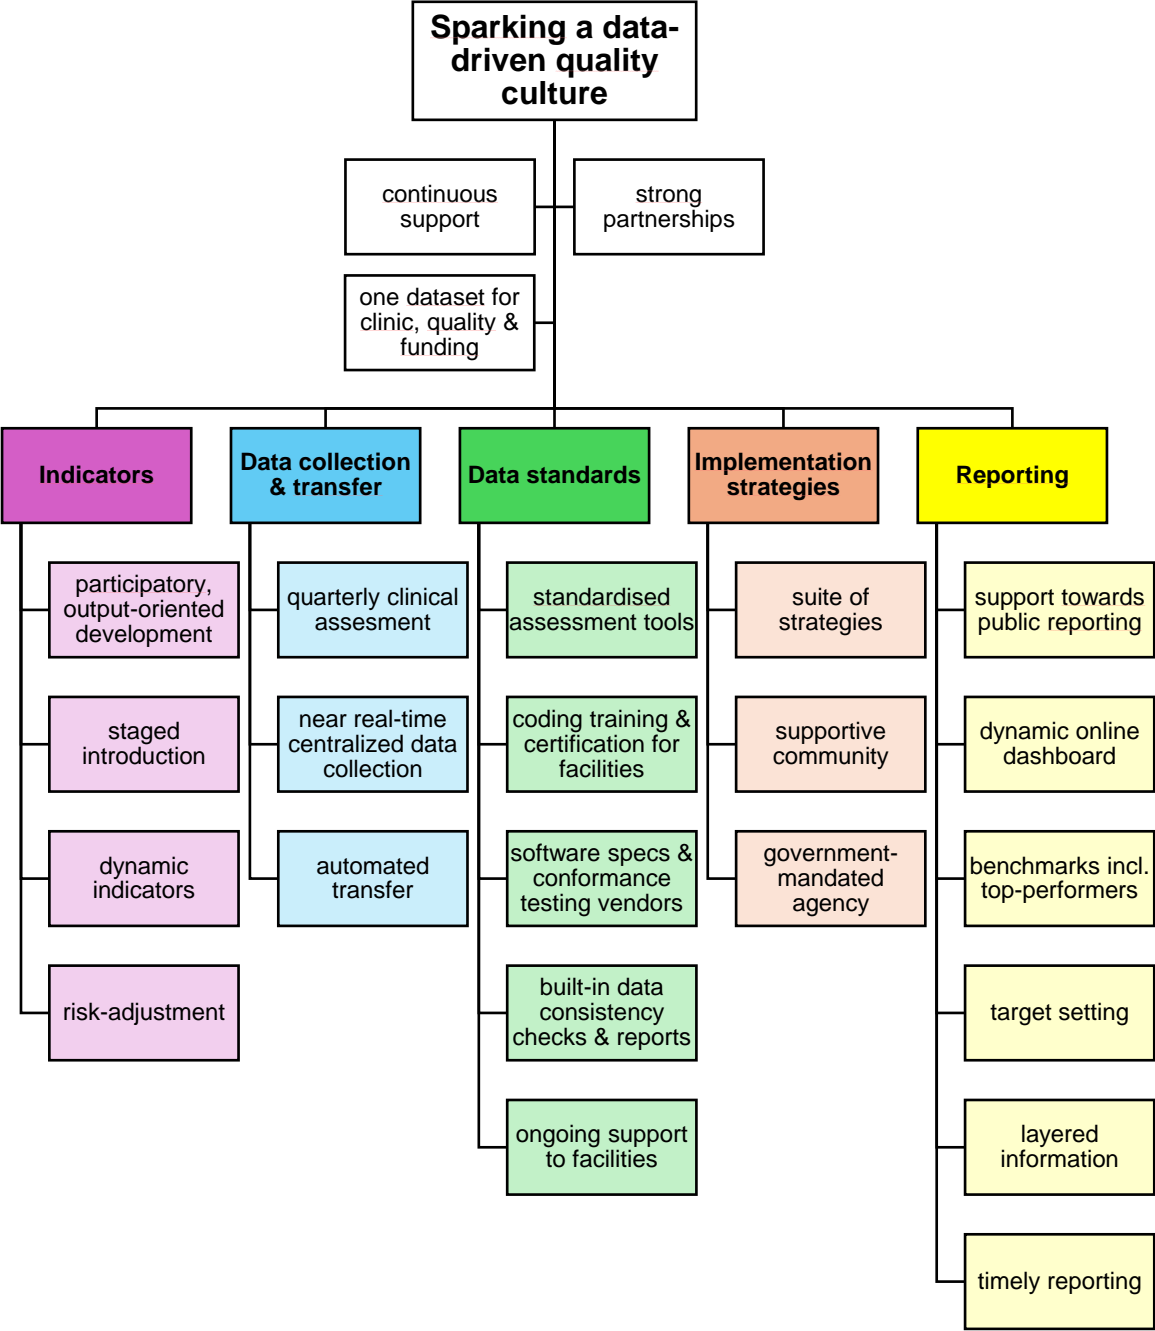 Sparking a data-
driven quality
culture
continuous
support
strong
partnerships
one dataset for
clinic, quality &
funding
Indicators
Data collection
& transfer
Data standards
Implementation
strategies
Reporting
participatory,
output-oriented
development
staged
introduction
dynamic
indicators
risk-adjustment
quarterly clinical
assesment
near real-time
centralized data
collection
automated
transfer
standardised
assessment tools
coding training &
certification for
facilities
software specs &
conformance
testing vendors
built-in data
consistency
checks & reports
ongoing support
to facilities
suite of
strategies
supportive
community
government-
mandated
agency
support towards
public reporting
dynamic online
dashboard
benchmarks incl.
top-performers
target setting
layered
information
timely reporting